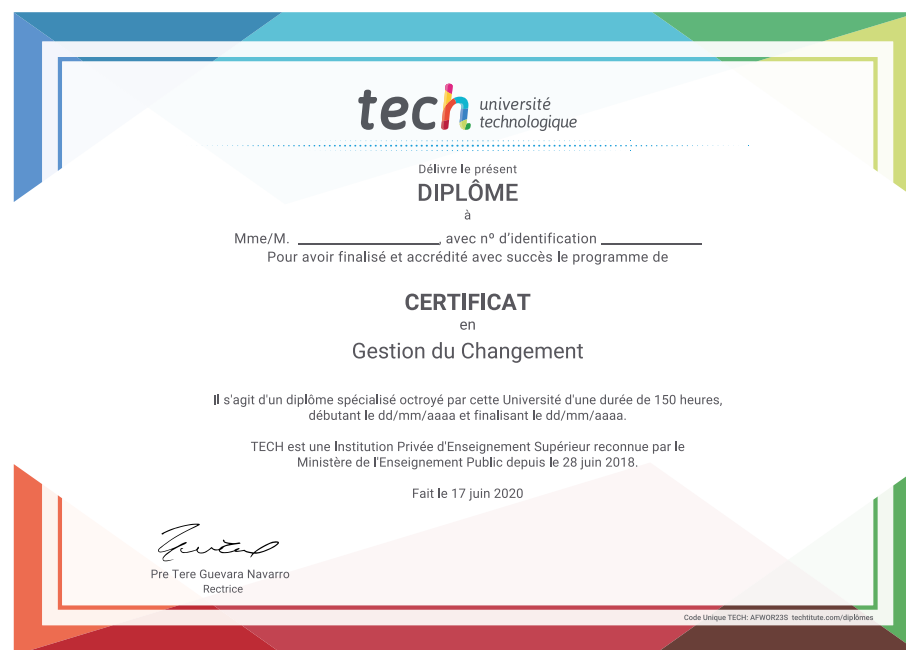 tech université
technologique
Délivre le présent
DIPLÔME
à
Mme/M. ____________________, avec nº d'identification ______________
Pour avoir finalisé et accrédité avec succès le programme de
CERTIFICAT
en
Gestion du Changement
Il s'agit d'un diplôme spécialisé octroyé par cette Université d'une durée de 150 heures,
débutant le dd/mm/aaaa et finalisant le dd/mm/aaaa.
TECH est une Institution Privée d'Enseignement Supérieur reconnue par le
Ministère de l'Enseignement Public depuis le 28 juin 2018.
Fait le 17 juin 2020
Pre Tere Guevara Navarro
Rectrice
Code Unique TECH: AFWOR23S techtitute.com/diplômes